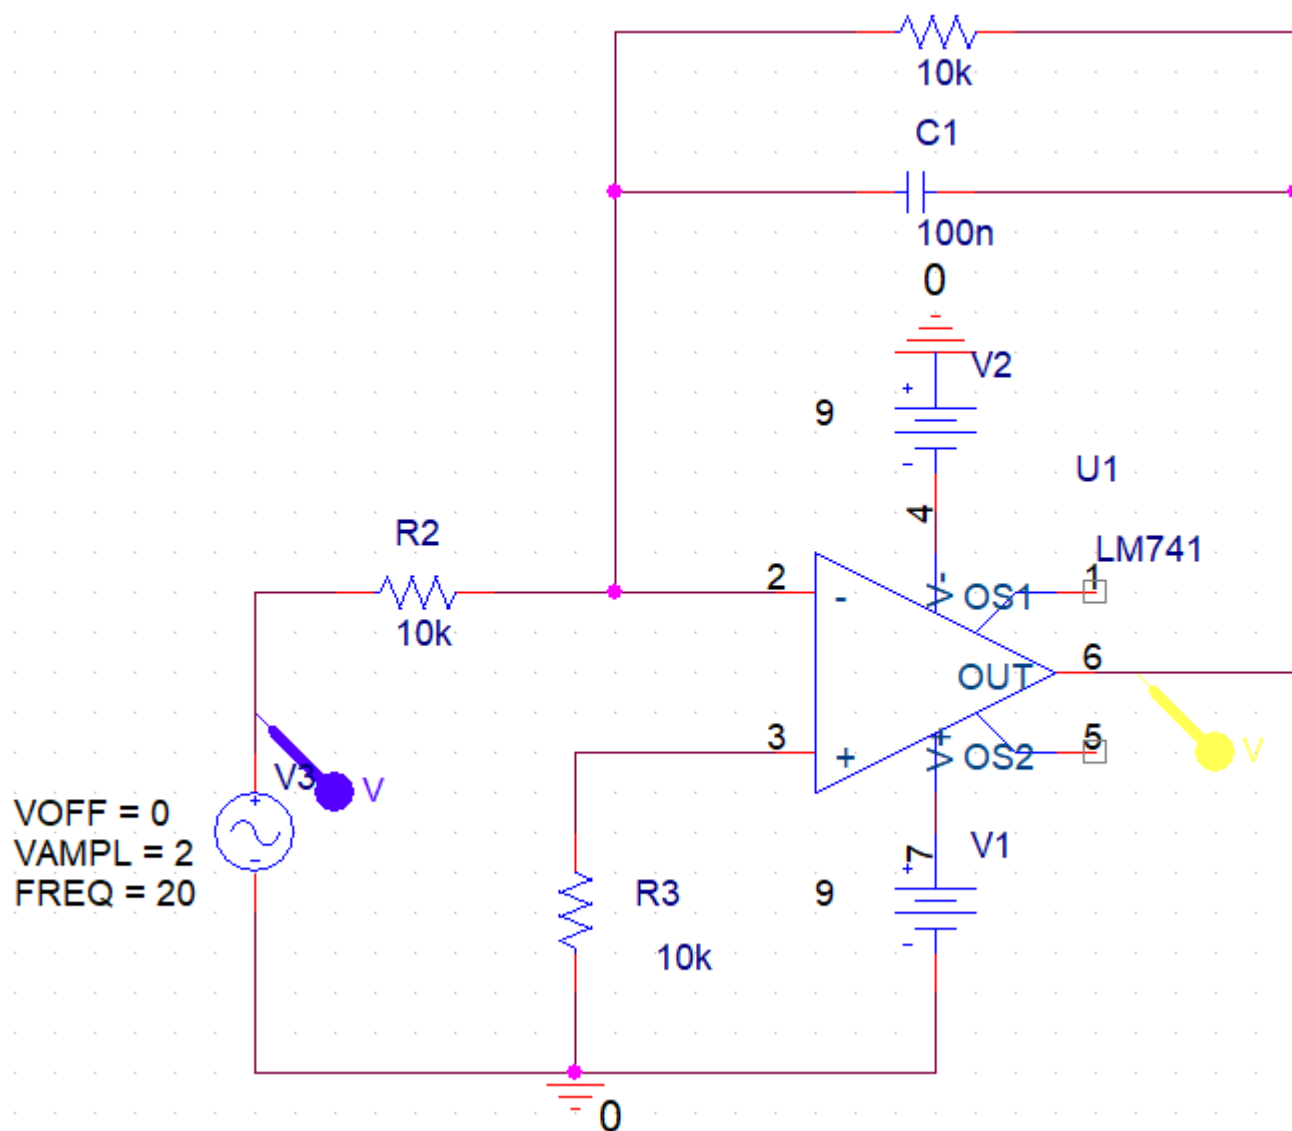 10k
C1
100n
0
V2
+
9
-
U1
4
R2
LM741
10k
2
-
V-
OS1
1
OUT
6
3
+
V+
OS2
5
V
V3
V
VOFF = 0
VAMPL = 2
FREQ = 20
+
-
7
V1
+
9
-
R3
10k
0